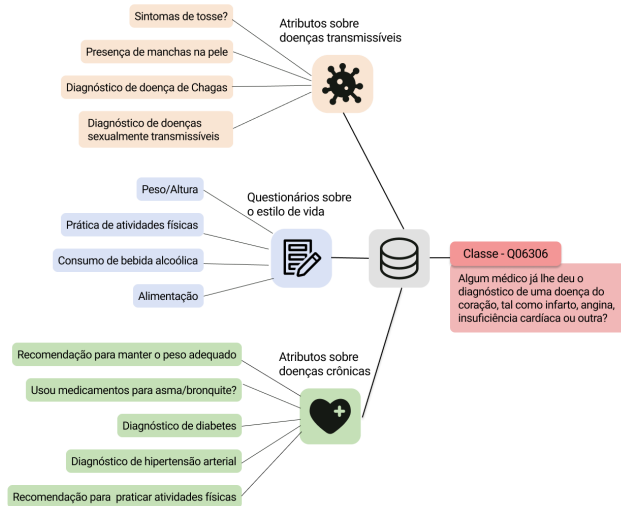 Atributos sobre
doenças transmissíveis
Sintomas de tosse?
Presença de manchas na pele
Diagnóstico de doença de Chagas
Diagnóstico de doenças
sexualmente transmissíveis
Questionários sobre
o estilo de vida
Peso/Altura
Prática de atividades físicas
Consumo de bebida alcoólica
Alimentação
Classe - Q06306
Algum médico já lhe deu o
diagnóstico de uma doença do
coração, tal como infarto, angina,
insuficiência cardíaca ou outra?
Atributos sobre
doenças crônicas
Recomendação para manter o peso adequado
Usou medicamentos para asma/bronquite?
Diagnóstico de diabetes
Diagnóstico de hipertensão arterial
Recomendação para praticar atividades físicas